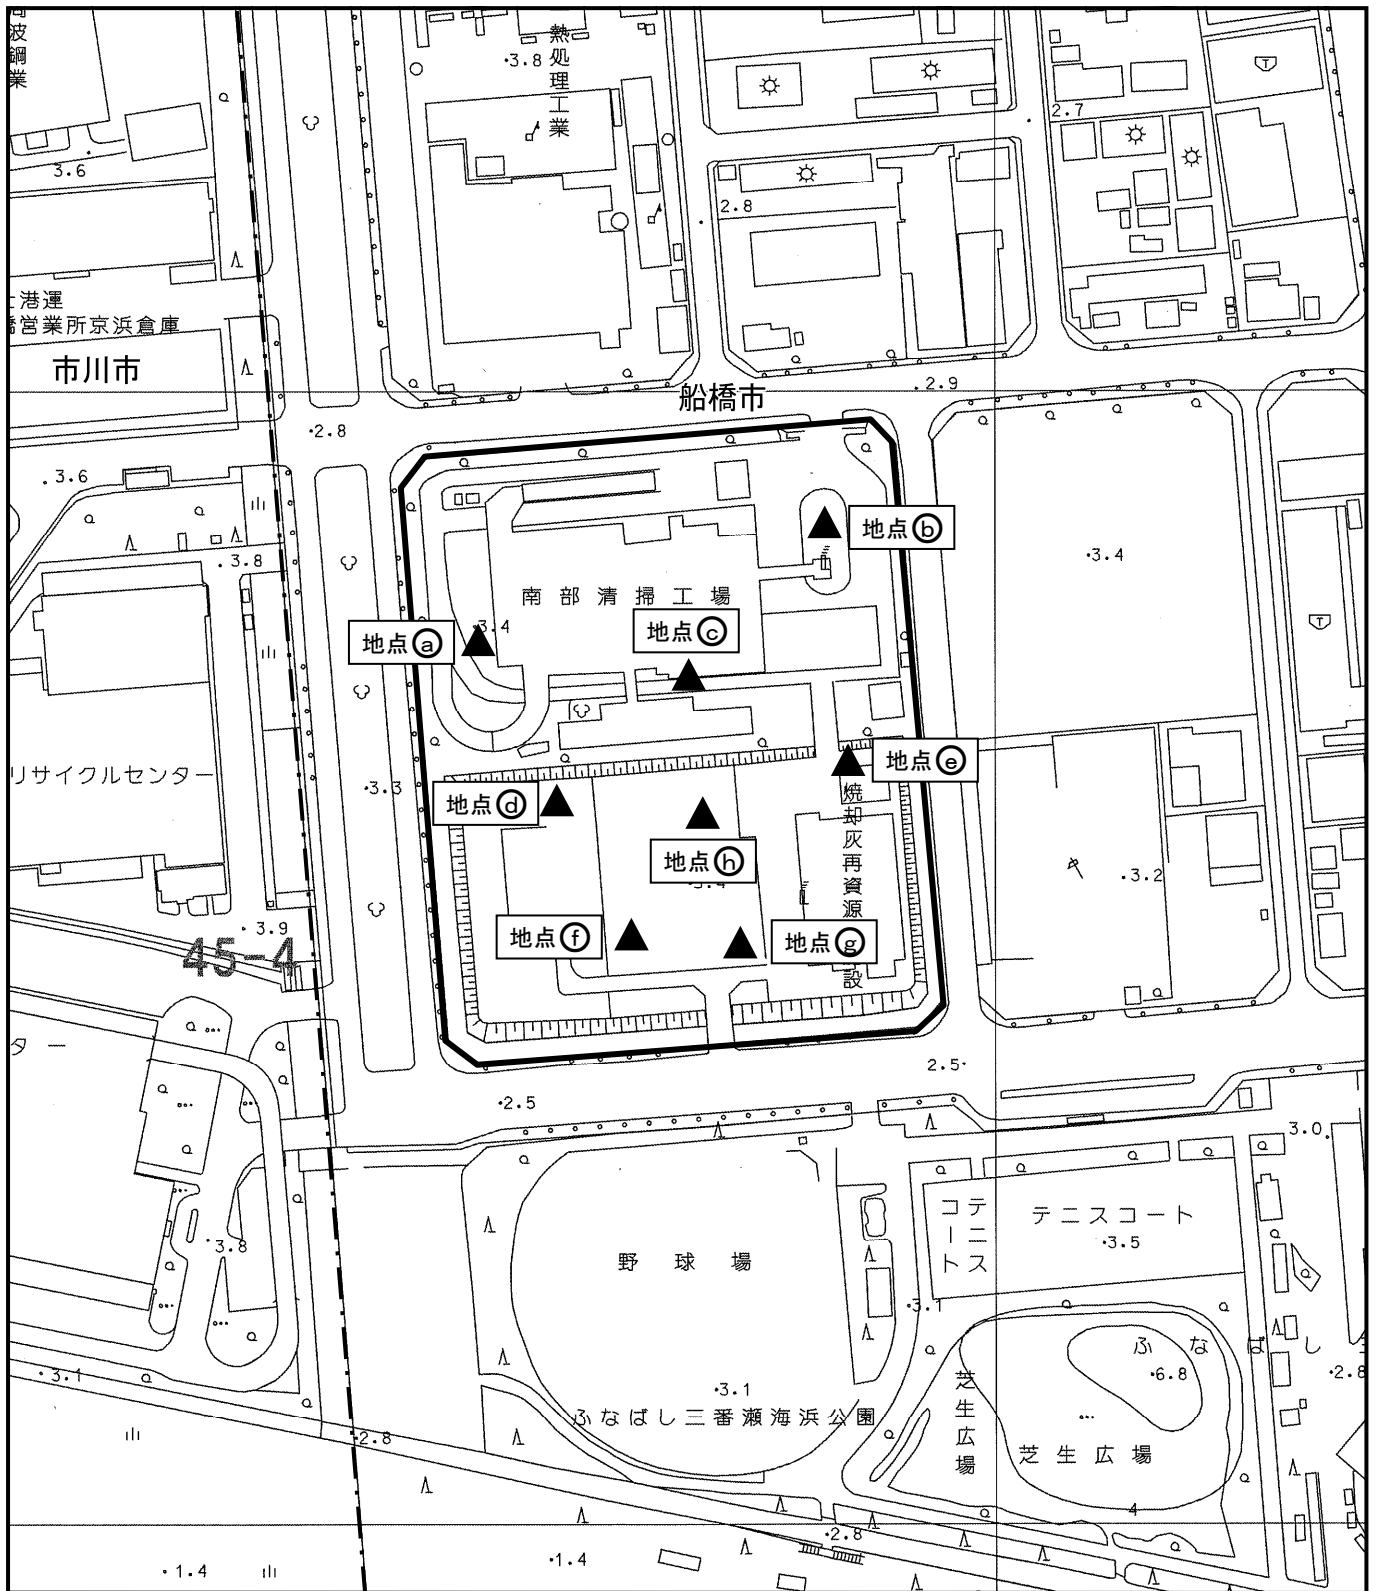 波
鋼
業
熱処理工業
・3.8
2.7
3.6
2.8
港運
営業所京浜倉庫
市川市
船橋市
.2.9
・2.8
.3.6
.3.8
地点ⓑ
・3.4
南部清掃工場
・3.4
地点ⓐ
地点ⓒ
リサイクルセンター
・3.3
地点ⓓ
地点ⓔ
焼却灰再資源
設
地点ⓗ
・3.2
地点ⓕ
地点ⓖ
・3.9
45-4
ター
2.5・
・2.5
3.0.
コート
テニス
テニスコート
・3.5
・3.8
野球場
・3.1
ふなばし
・3.1
・3.1
・6.8
・2.8
芝生広場
ふなばし三番瀬海浜公園
・2.8
芝生広場
4
・2.8
・1.4
・1.4